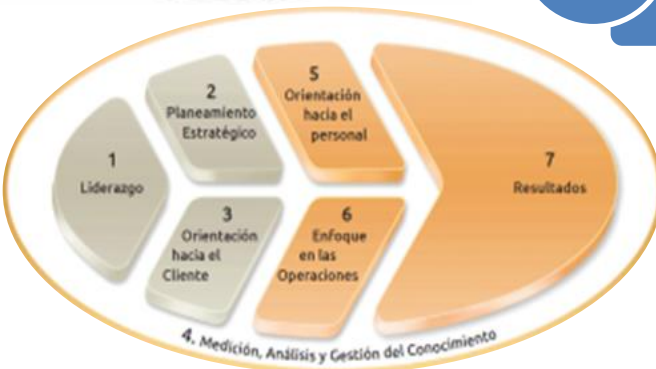 1
Liderazgo
2
Planeamiento
Estratégico
3
Orientación
hacia el
Cliente
5
Orientación
hacia el
personal
6
Enfoque
en las
Operaciones
7
Resultados
4. Medición, Análisis y Gestión del Conocimiento